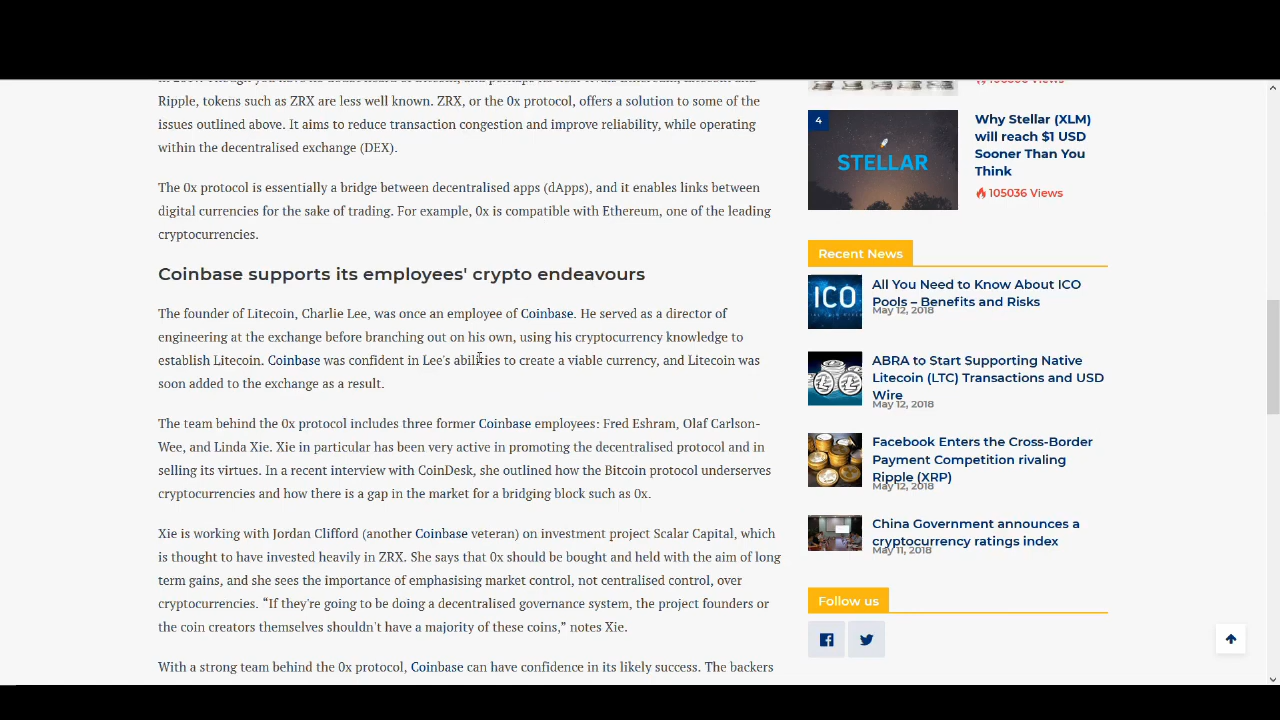 Ripple, tokens such as ZRX are less well known. ZRX, or the 0x protocol, offers a solution to some of the
issues outlined above. It aims to reduce transaction congestion and improve reliability, while operating
within the decentralised exchange (DEX).
The 0x protocol is essentially a bridge between decentralised apps (dApps), and it enables links between
digital currencies for the sake of trading. For example, 0x is compatible with Ethereum, one of the leading
cryptocurrencies.
Coinbase supports its employees' crypto endeavours
The founder of Litecoin, Charlie Lee, was once an employee of Coinbase. He served as a director of
engineering at the exchange before branching out on his own, using his cryptocurrency knowledge to
establish Litecoin. Coinbase was confident in Lee's abilities to create a viable currency, and Litecoin was
soon added to the exchange as a result.
The team behind the 0x protocol includes three former Coinbase employees: Fred Eshram, Olaf Carlson-
Wee, and Linda Xie. Xie in particular has been very active in promoting the decentralised protocol and in
selling its virtues. In a recent interview with CoinDesk, she outlined how the Bitcoin protocol underserves
cryptocurrencies and how there is a gap in the market for a bridging block such as 0x.
Xie is working with Jordan Clifford (another Coinbase veteran) on investment project Scalar Capital, which
is thought to have invested heavily in ZRX. She says that 0x should be bought and held with the aim of long
term gains, and she sees the importance of emphasising market control, not centralised control, over
cryptocurrencies. “If they're going to be doing a decentralised governance system, the project founders or
the coin creators themselves shouldn't have a majority of these coins,” notes Xie.
With a strong team behind the 0x protocol, Coinbase can have confidence in its likely success. The backers
4
STELLAR
Why Stellar (XLM)
will reach $1 USD
Sooner Than You
Think
105036 Views
Recent News
ICO
All You Need to Know About ICO
Pools – Benefits and Risks
May 12, 2018
ABRA to Start Supporting Native
Litecoin (LTC) Transactions and USD
Wire
May 12, 2018
Facebook Enters the Cross-Border
Payment Competition rivaling
Ripple (XRP)
May 12, 2018
China Government announces a
cryptocurrency ratings index
May 11, 2018
Follow us